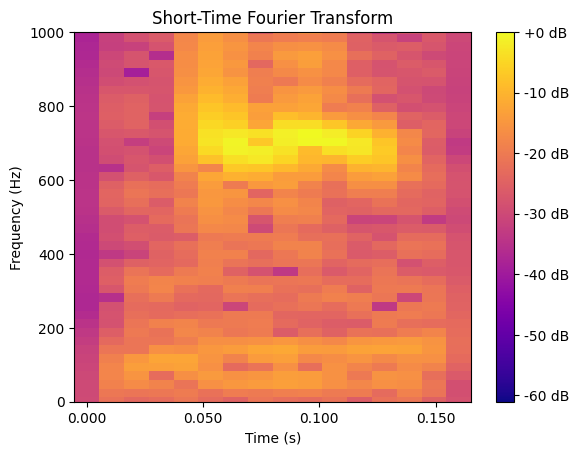 Short-Time Fourier Transform
Frequency (Hz)
1000
800
600
400
200
0
0.000
0.050
0.100
0.150
Time (s)
+0 dB
-10 dB
-20 dB
-30 dB
-40 dB
-50 dB
-60 dB